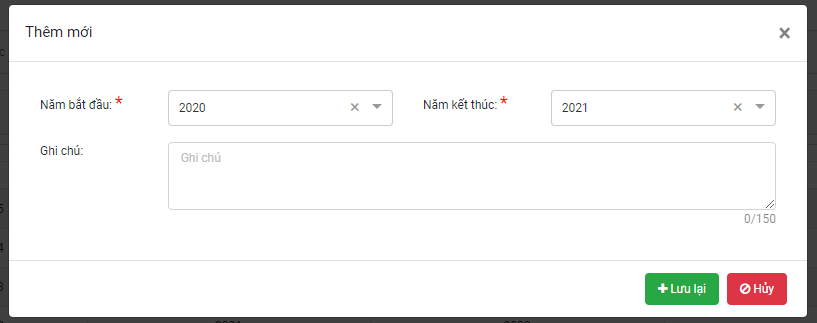 Thêm mới ×
Năm bắt đầu: * 2020 × Năm kết thúc: * 2021 ×
Ghi chú: Ghi chú
0/150
Lưu lại Hủy